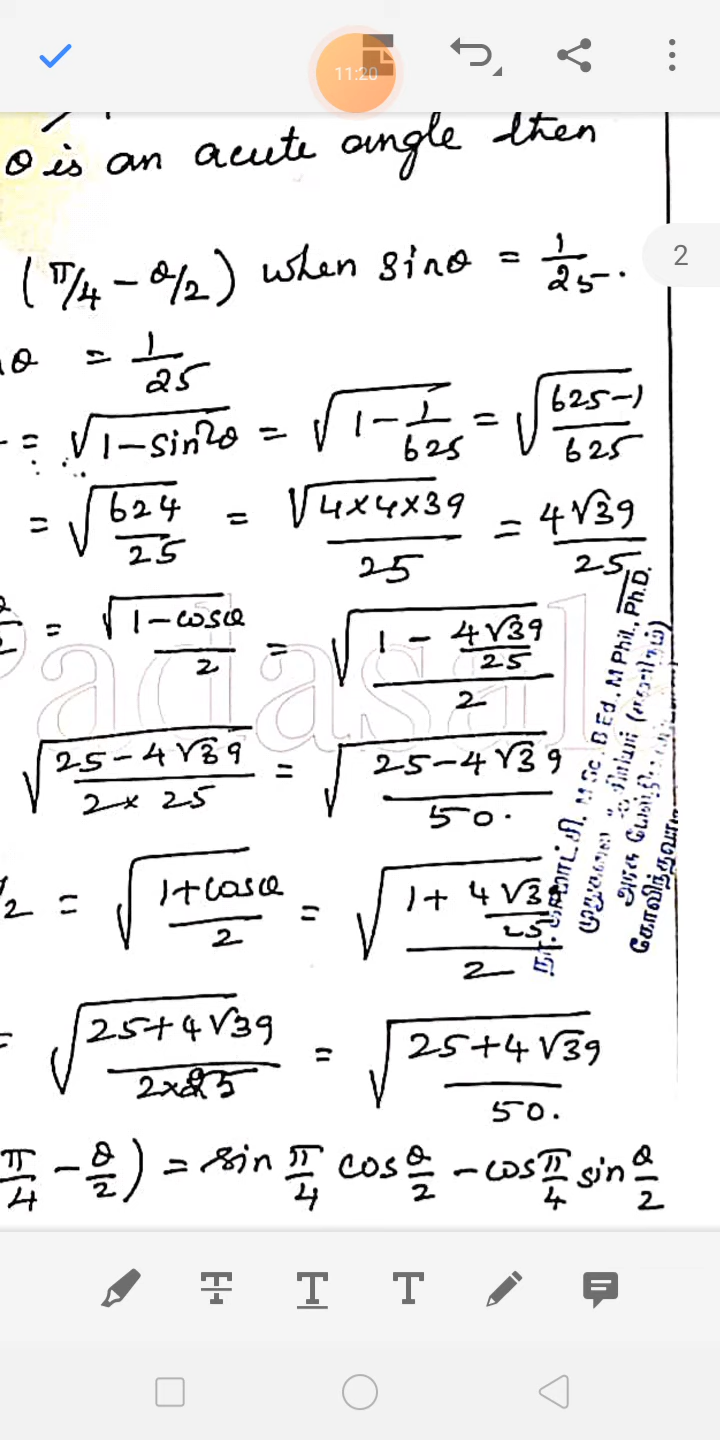 11:20
θ is an acute angle then
(π/4 - θ/2) when sinθ = 1/25.
2
θ = 1/25
= √(1-sin²θ) = √(1 - 1/625) = √((625-1)/625)
= √624/25 = √(4×4×39)/25 = 4√39/25
= √((1-cosθ)/2) = √((1 - 4√39/25)/2)
√((25-4√39)/(2×25)) = √((25-4√39)/50).
/2 = √((1+cosθ)/2) = √((1+4√39/25)/2)
= √((25+4√39)/(2×25)) = √((25+4√39)/50).
π/4 - θ/2) = sin π/4 cos θ/2 - cos π/4 sin θ/2
Padasal
M.Sc., B.Ed., M.Phil., Ph.D.